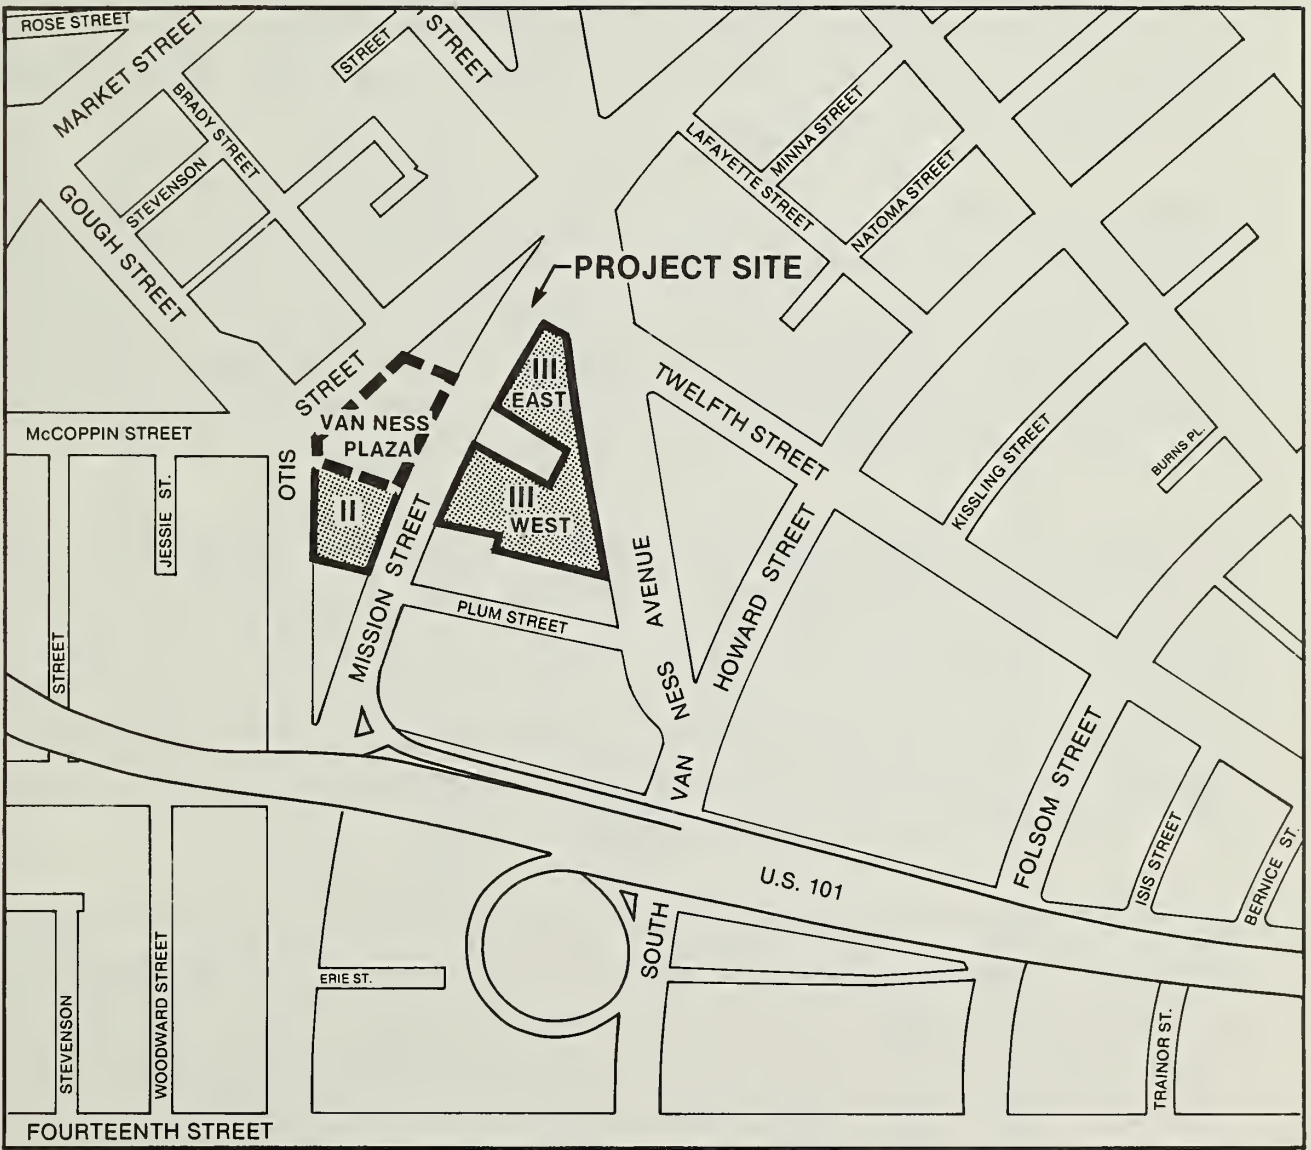 ROSE STREET
MARKET STREET
STREET
STREET
BRADY STREET
STEVENSON
GOUGH STREET
LAFAYETTE STREET
MINNA STREET
NATOMA STREET
PROJECT SITE
III
EAST
TWELFTH STREET
STREET
OTIS
VAN NESS
PLAZA
McCOPPIN STREET
JESSIE ST.
II
III
WEST
KISSLING STREET
BURNS PL.
MISSION STREET
PLUM STREET
AVENUE
NESS
VAN
SOUTH
HOWARD STREET
STREET
FOLSOM STREET
ISIS STREET
BERNICE ST.
U.S. 101
ERIE ST.
STEVENSON
WOODWARD STREET
TRAINOR ST.
FOURTEENTH STREET